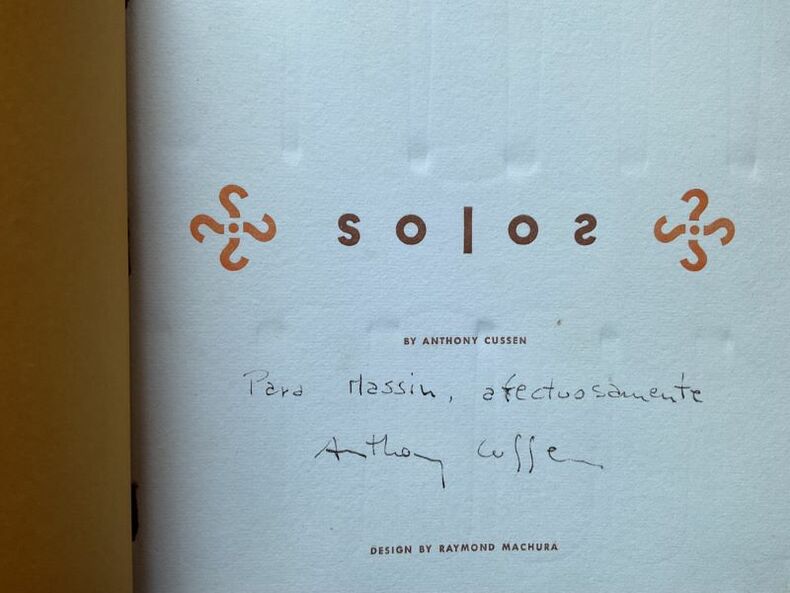 solos
BY ANTHONY CUSSEN
Para Massin, afectuosamente
Anthony Cussen
DESIGN BY RAYMOND MACHURA